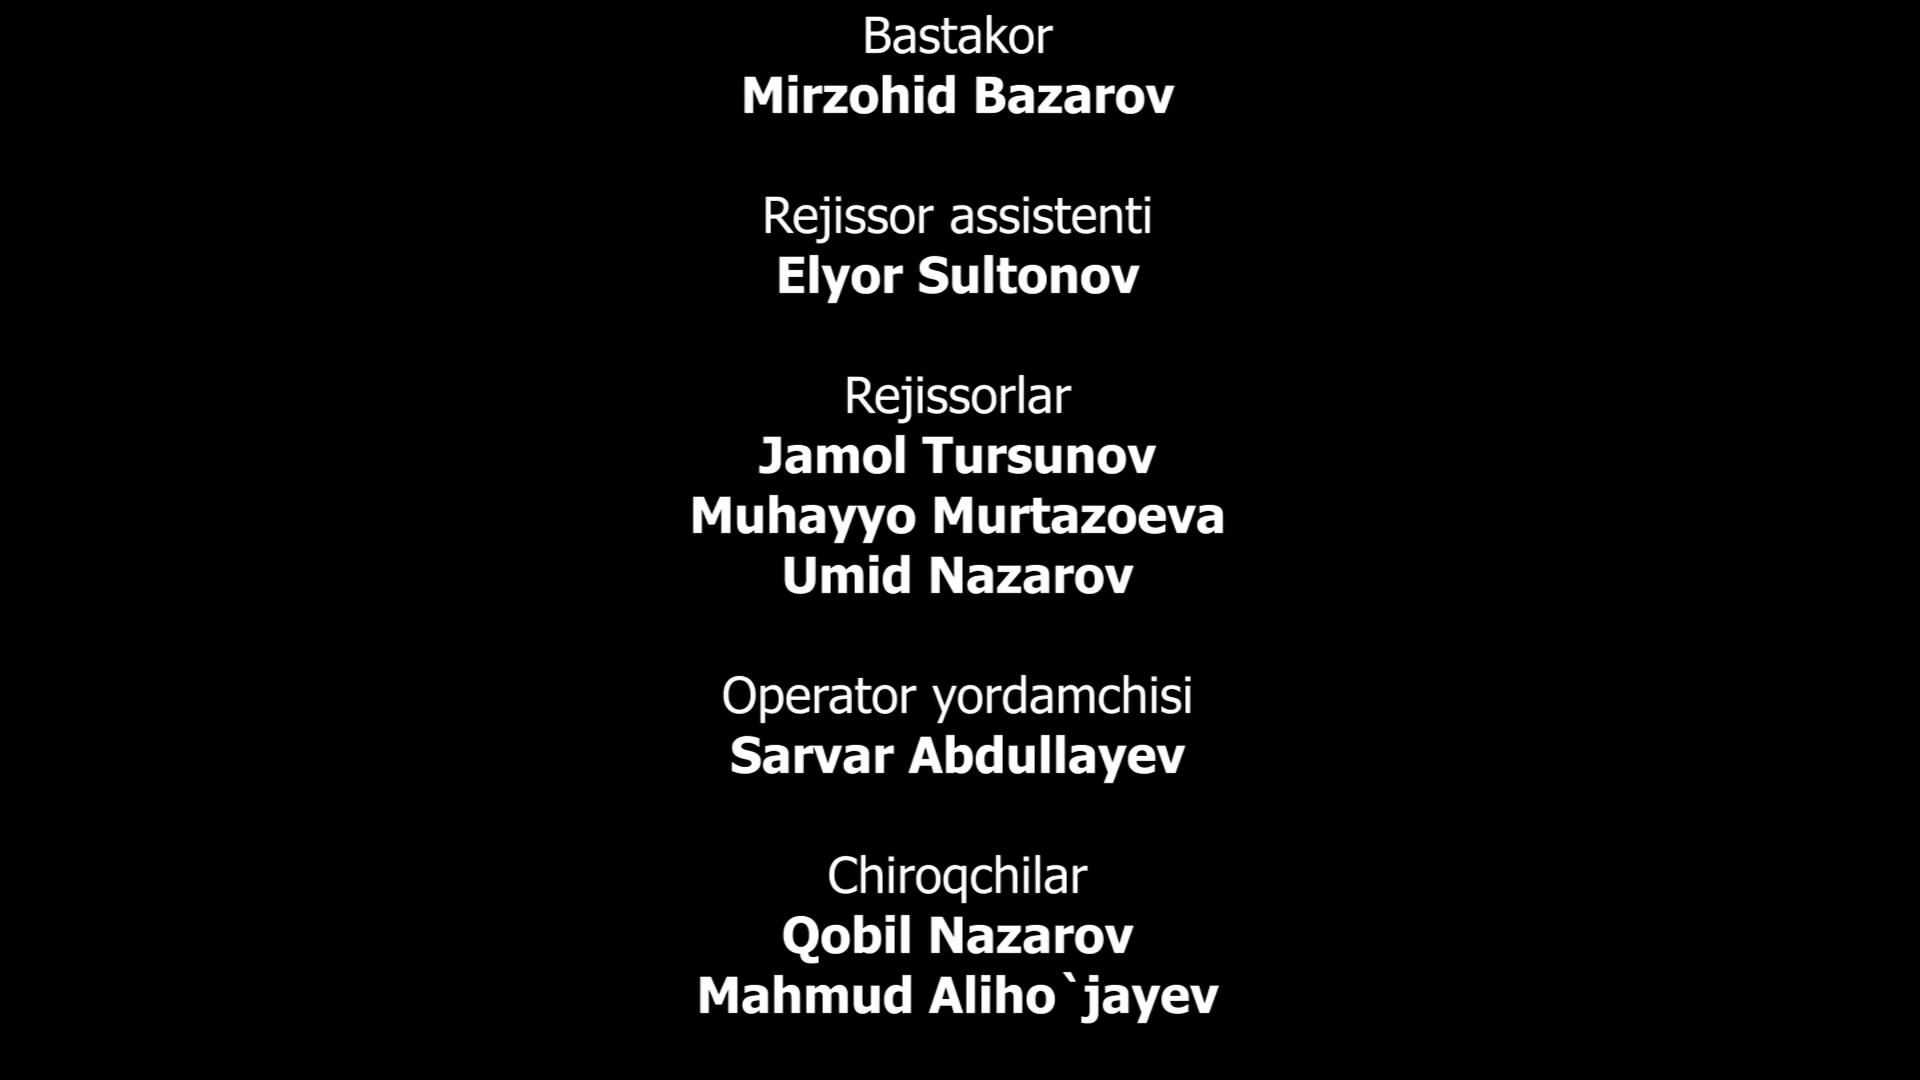 Bastakor
Mirzohid Bazarov
Rejissor assistenti
Elyor Sultonov
Rejissorlar
Jamol Tursunov
Muhayyo Murtazoeva
Umid Nazarov
Operator yordamchisi
Sarvar Abdullayev
Chiroqchilar
Qobil Nazarov
Mahmud Aliho`jayev